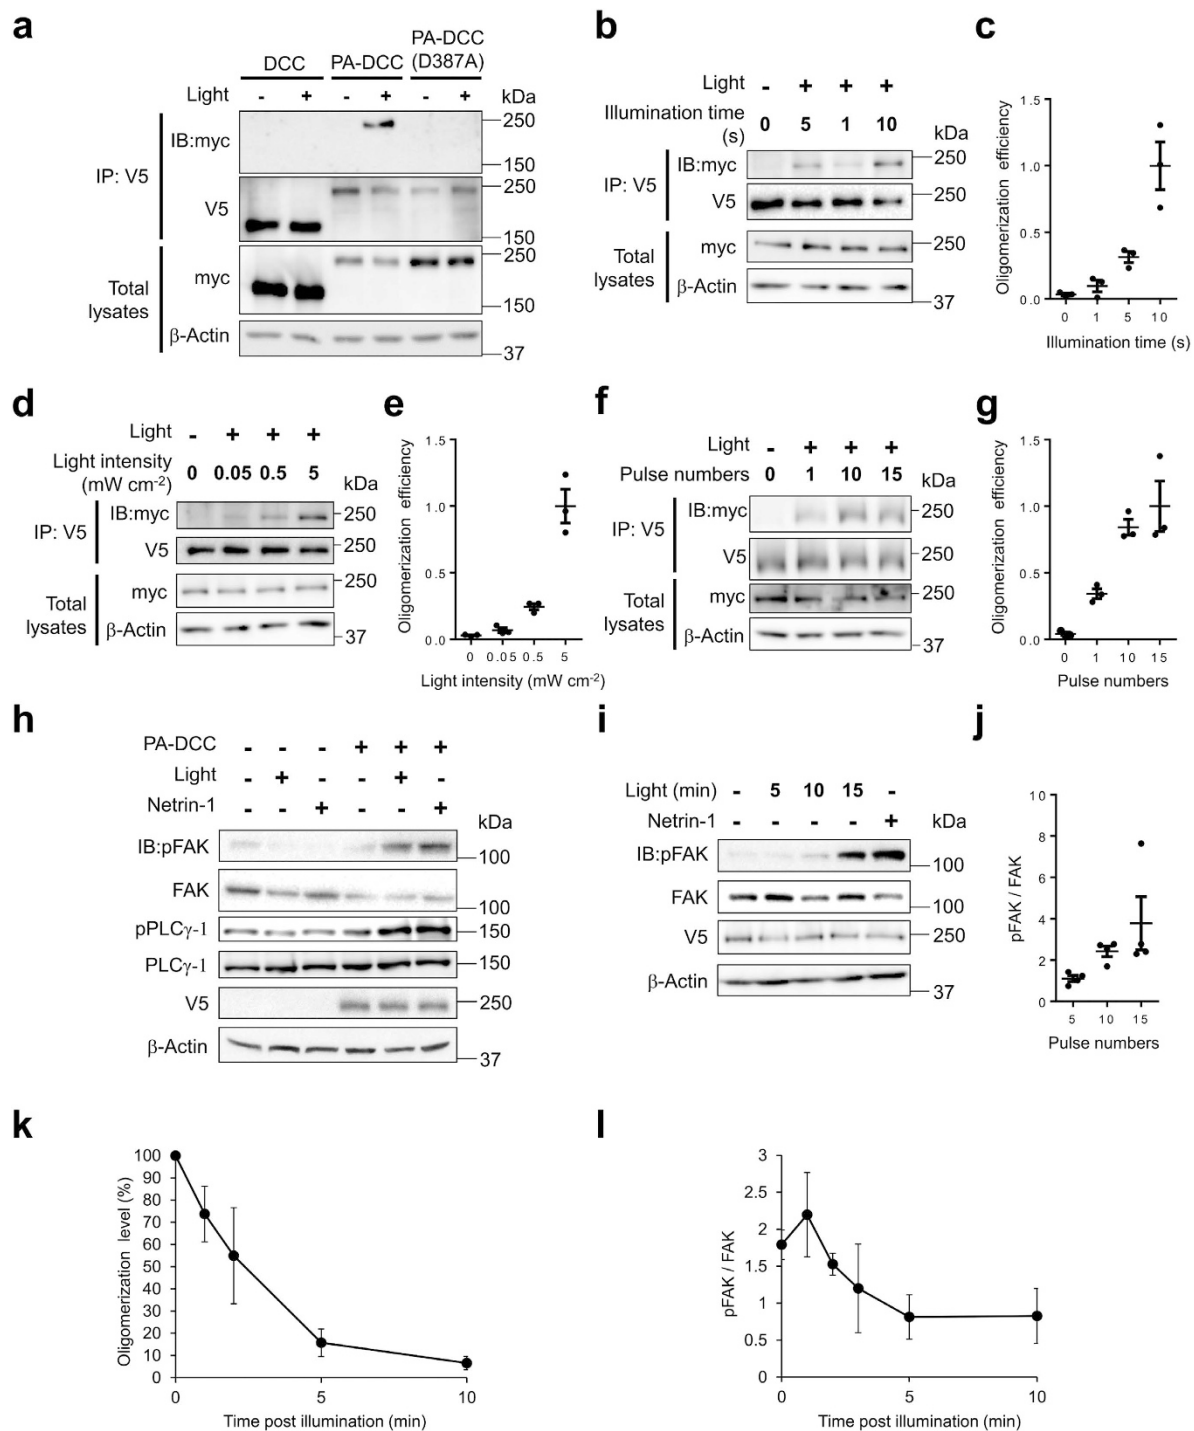 a
DCC PA-DCC PA-DCC (D387A)
Light - + - + - + kDa
IP: V5
IB:myc 250
150
V5 250
150
Total lysates
myc 250
150
β-Actin
37
b
Light - + + +
Illumination time (s) 0 5 1 10 kDa
IP: V5
IB:myc 250
V5 250
Total lysates
myc 250
β-Actin
37
c
Oligomerization efficiency
1.5
1.0
0.5
0.0
0 1 5 10
Illumination time (s)
d
Light - + + +
Light intensity (mW cm-2) 0 0.05 0.5 5 kDa
IP: V5
IB:myc 250
V5 250
Total lysates
myc 250
β-Actin 37
e
Oligomerization efficiency
1.5
1.0
0.5
0.0
0 0.05 0.5 5
Light intensity (mW cm-2)
f
Light - + + +
Pulse numbers 0 1 10 15 kDa
IP: V5
IB:myc 250
V5 250
Total lysates
myc 250
β-Actin 37
g
Oligomerization efficiency
1.5
1.0
0.5
0.0
0 1 10 15
Pulse numbers
h
PA-DCC - - - + + +
Light - + - - + -
Netrin-1 - - + - - +
kDa
IB:pFAK 100
FAK
100
pPLCγ-1 150
PLCγ-1 150
V5 250
β-Actin
37
i
Light (min) - 5 10 15 -
Netrin-1 - - - - + kDa
IB:pFAK 100
FAK 100
V5 250
β-Actin 37
j
pFAK / FAK
10
8
6
4
2
0
5 10 15
Pulse numbers
k
Oligomerization level (%)
100
90
80
70
60
50
40
30
20
10
0
0 5 10
Time post illumination (min)
l
pFAK / FAK
3
2.5
2
1.5
1
0.5
0
0 5 10
Time post illumination (min)